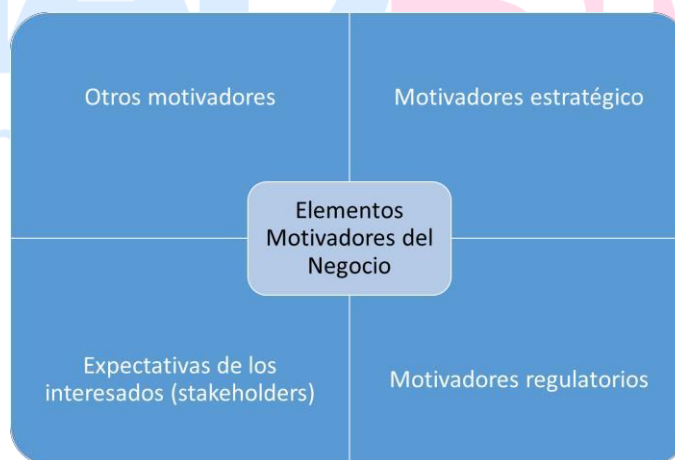 Otros motivadores
Motivadores estratégico
Elementos
Motivadores del
Negocio
Expectativas de los
interesados (stakeholders)
Motivadores regulatorios